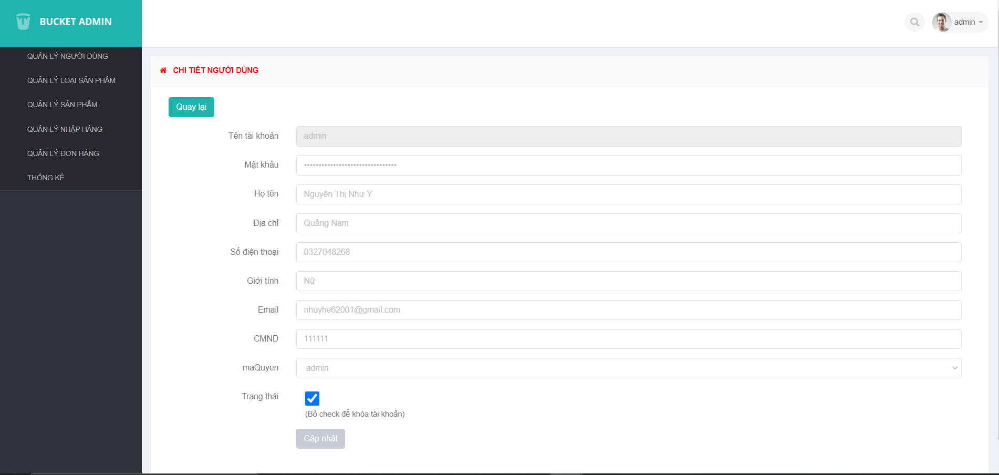 BUCKET ADMIN
admin
QUẢN LÝ NGƯỜI DÙNG
QUẢN LÝ LOẠI SẢN PHẨM
QUẢN LÝ SẢN PHẨM
QUẢN LÝ NHẬP HÀNG
QUẢN LÝ ĐƠN HÀNG
THỐNG KÊ
CHI TIẾT NGƯỜI DÙNG
Quay lại
Tên tài khoản admin
Mật khẩu ••••••••••••••••••••••••••••••••
Họ tên Nguyễn Thị Như Ý
Địa chỉ Quảng Nam
Số điện thoại 0327048268
Giới tính Nữ
Email nhuyhe62001@gmail.com
CMND 111111
maQuyen admin
Trạng thái
(Bỏ check để khóa tài khoản)
Cập nhật